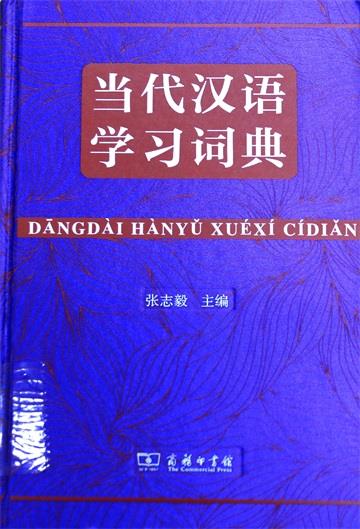 当代汉语
学习词典
DĀNGDÀI HÀNYǓ XUÉXÍ CÍDIǍN
张志毅 主编
商务印书馆
The Commercial Press